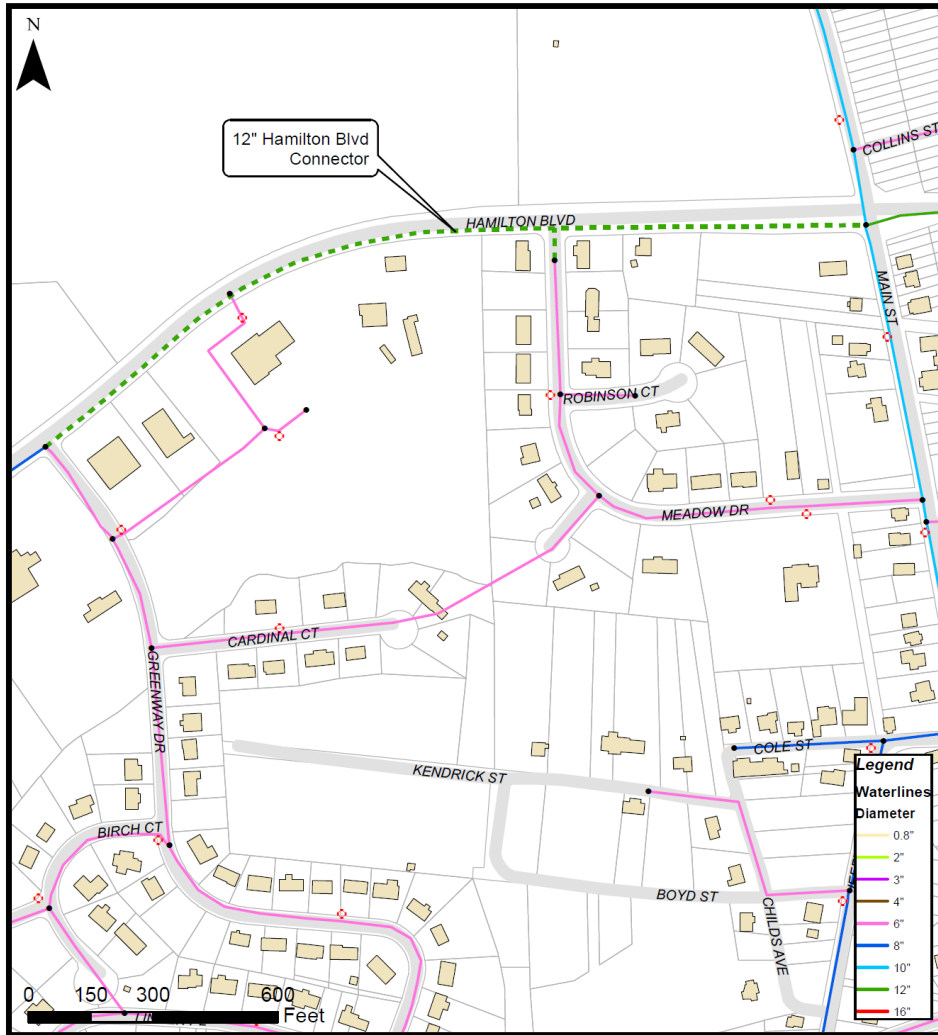 N
12" Hamilton Blvd
Connector
COLLINS ST
HAMILTON BLVD
MAIN ST
ROBINSON CT
MEADOW DR
CARDINAL CT
GREENWAY DR
COLE ST
KENDRICK ST
BIRCH CT
BOYD ST
CHILDS AVE
Legend
Waterlines
Diameter
0.8"
2"
3"
4"
6"
8"
10"
12"
16"
0 150 300 600
Feet